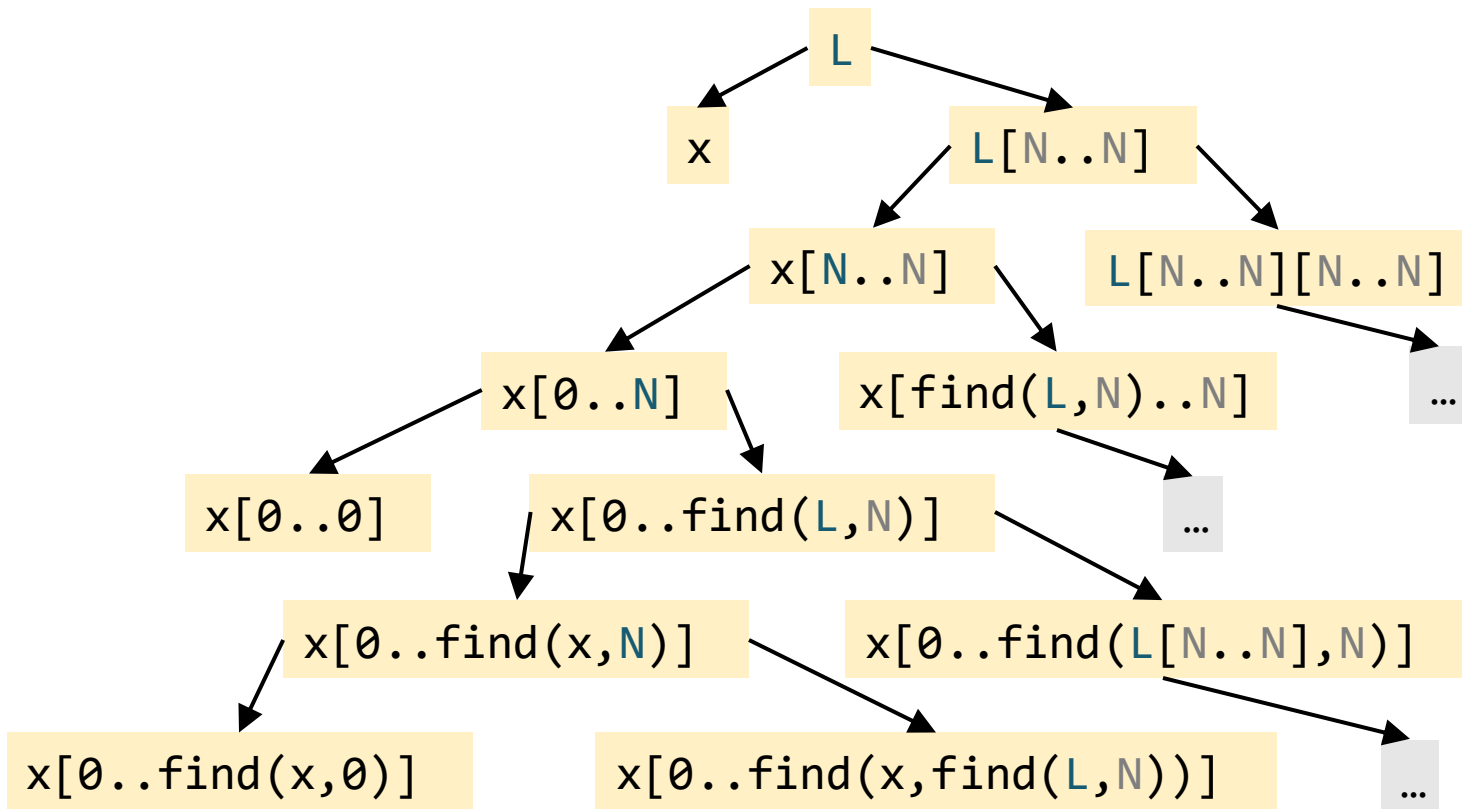 L
x
L[N..N]
x[N..N]
L[N..N][N..N]
x[0..N]
x[find(L,N)..N]
…
x[0..0]
x[0..find(L,N)]
…
x[0..find(x,N)]
x[0..find(L[N..N],N)]
x[0..find(x,0)]
x[0..find(x,find(L,N))]
…